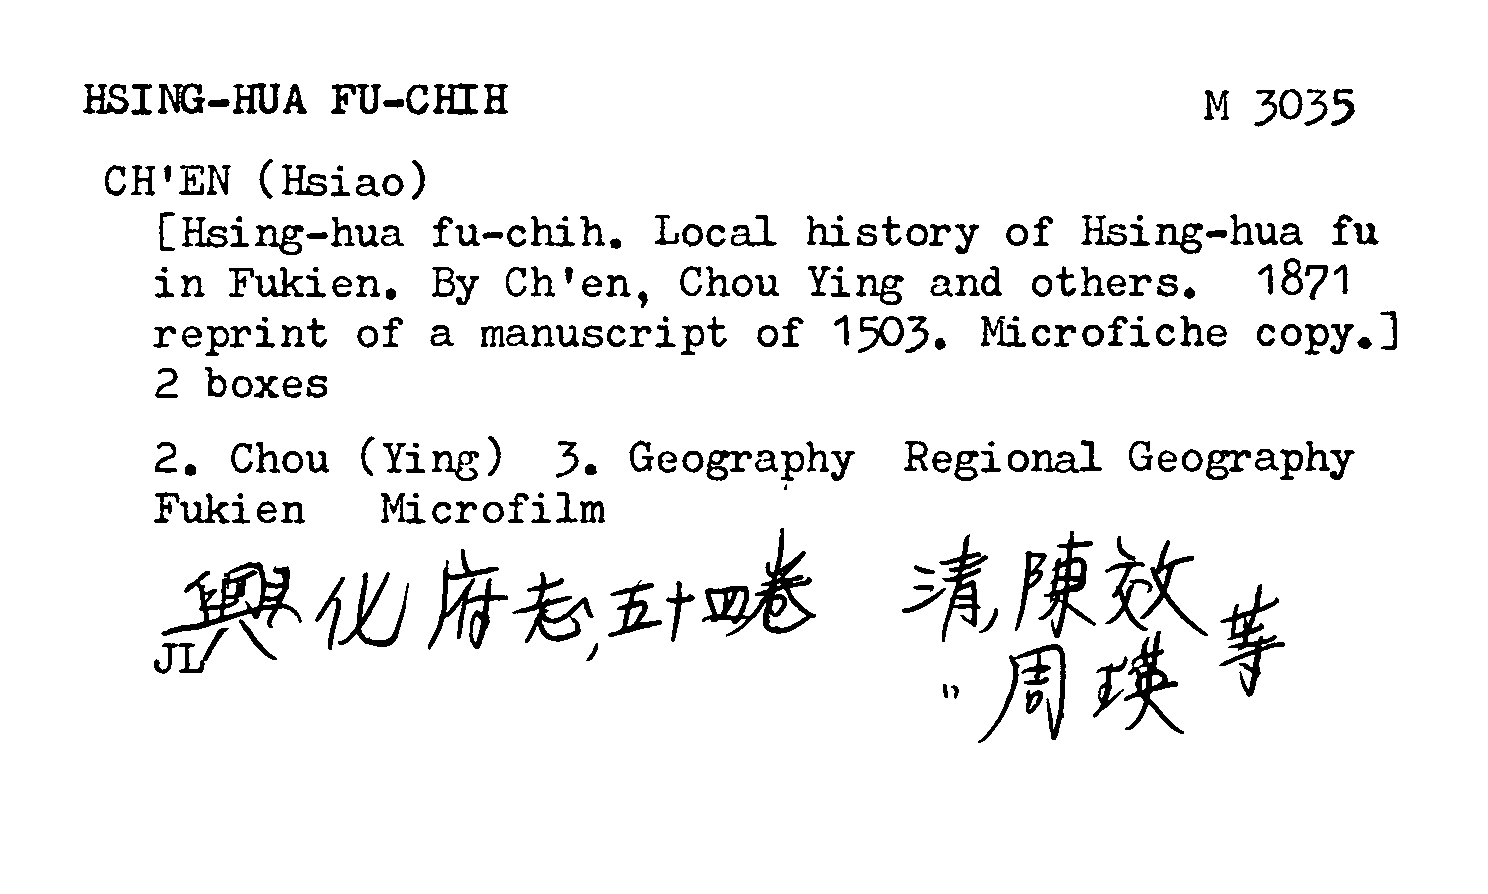 HSING-HUA FU-CHIH M 3035
CH'EN (Hsiao)
[Hsing-hua fu-chih. Local history of Hsing-hua fu
in Fukien. By Ch'en, Chou Ying and others. 1871
reprint of a manuscript of 1503. Microfiche copy.]
2 boxes
2. Chou (Ying) 3. Geography Regional Geography
Fukien Microfilm
興化府志, 五十四卷 清 陳效
JL 〃 周瑛 等